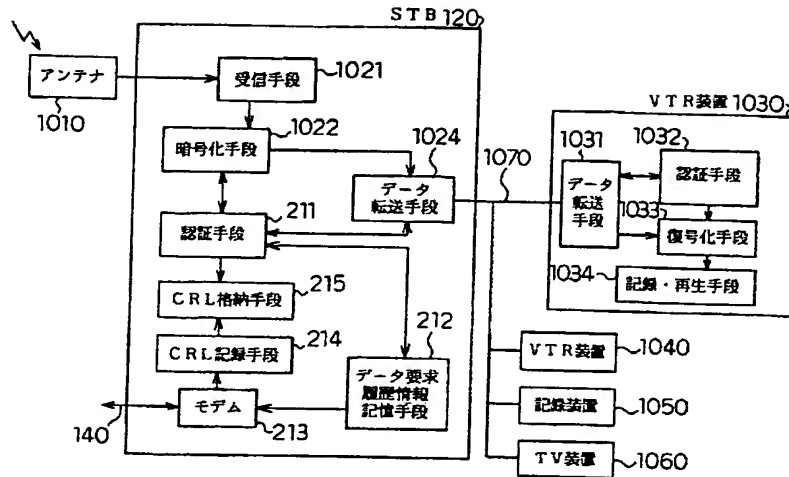 STB 120
アンテナ
1010
受信手段
1021
暗号化手段
1022
認証手段
211
CRL格納手段
215
CRL記録手段
214
モデム
213
140
データ
転送手段
1024
データ要求
履歴情報
記憶手段
212
1070
VTR装置 1030
データ
転送
手段
1031
認証手段
1032
復号化手段
1033
記録・再生手段
1034
VTR装置
1040
記録装置
1050
TV装置
1060